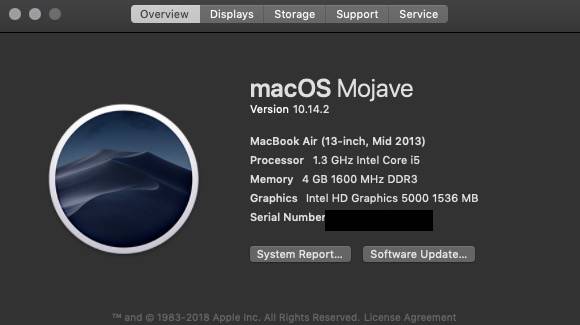 Overview Displays Storage Support Service
macOS Mojave
Version 10.14.2
MacBook Air (13-inch, Mid 2013)
Processor 1.3 GHz Intel Core i5
Memory 4 GB 1600 MHz DDR3
Graphics Intel HD Graphics 5000 1536 MB
Serial Number
System Report... Software Update...
™ and © 1983-2018 Apple Inc. All Rights Reserved. License Agreement